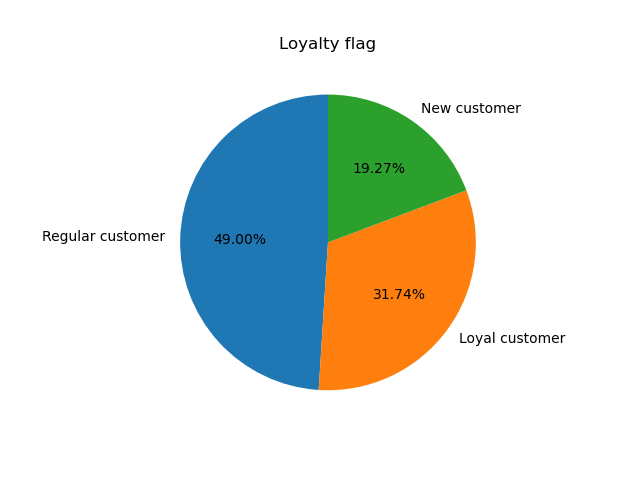 Loyalty flag
New customer
19.27%
Regular customer
49.00%
31.74%
Loyal customer